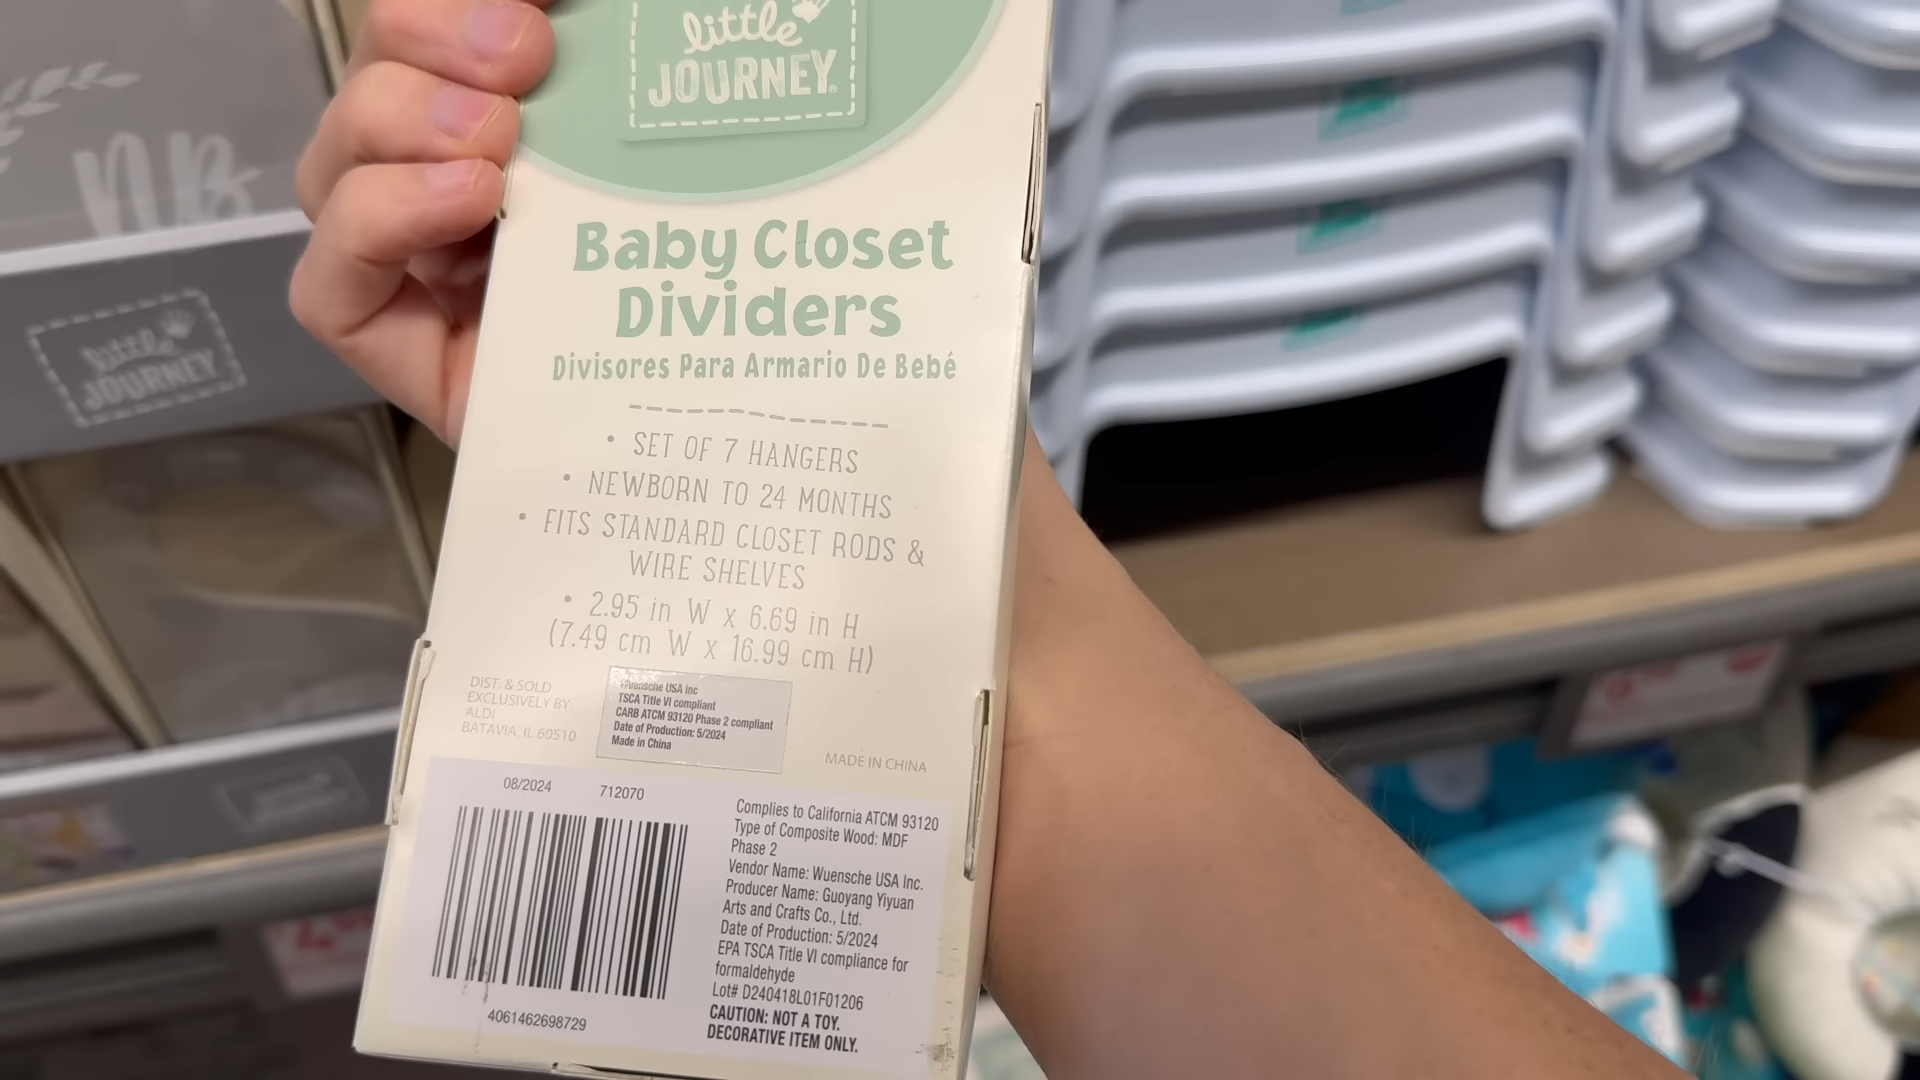 little
JOURNEY
Baby Closet
Dividers
Divisores Para Armario De Bebé
• SET OF 7 HANGERS
• NEWBORN TO 24 MONTHS
• FITS STANDARD CLOSET RODS &
WIRE SHELVES
• 2.95 in W x 6.69 in H
(7.49 cm W x 16.99 cm H)
DIST. & SOLD
EXCLUSIVELY BY:
ALDI
BATAVIA, IL 60510
Wuensche USA Inc
TSCA Title VI compliant
CARB ATCM 93120 Phase 2 compliant
Date of Production: 5/2024
Made in China
MADE IN CHINA
08/2024 712070
4061462698729
Complies to California ATCM 93120
Type of Composite Wood: MDF
Phase 2
Vendor Name: Wuensche USA Inc.
Producer Name: Guoyang Yiyuan
Arts and Crafts Co., Ltd.
Date of Production: 5/2024
EPA TSCA Title VI compliance for
formaldehyde
Lot# D240418L01F01206
CAUTION: NOT A TOY.
DECORATIVE ITEM ONLY.
NB
little
JOURNEY